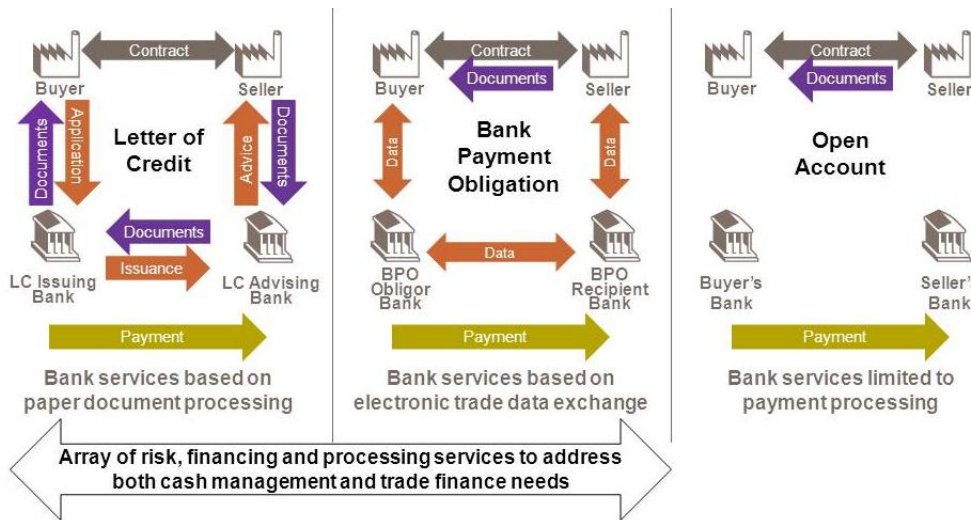 Contract
Buyer
Seller
Documents
Application
Letter of
Credit
Advice
Documents
Documents
Issuance
LC Issuing
Bank
LC Advising
Bank
Payment
Bank services based on
paper document processing
Contract
Documents
Buyer
Seller
Data
Bank
Payment
Obligation
Data
Data
BPO
Obligor
Bank
BPO
Recipient
Bank
Payment
Bank services based on
electronic trade data exchange
Contract
Documents
Buyer
Seller
Open
Account
Buyer's
Bank
Seller's
Bank
Payment
Bank services limited to
payment processing
Array of risk, financing and processing services to address
both cash management and trade finance needs